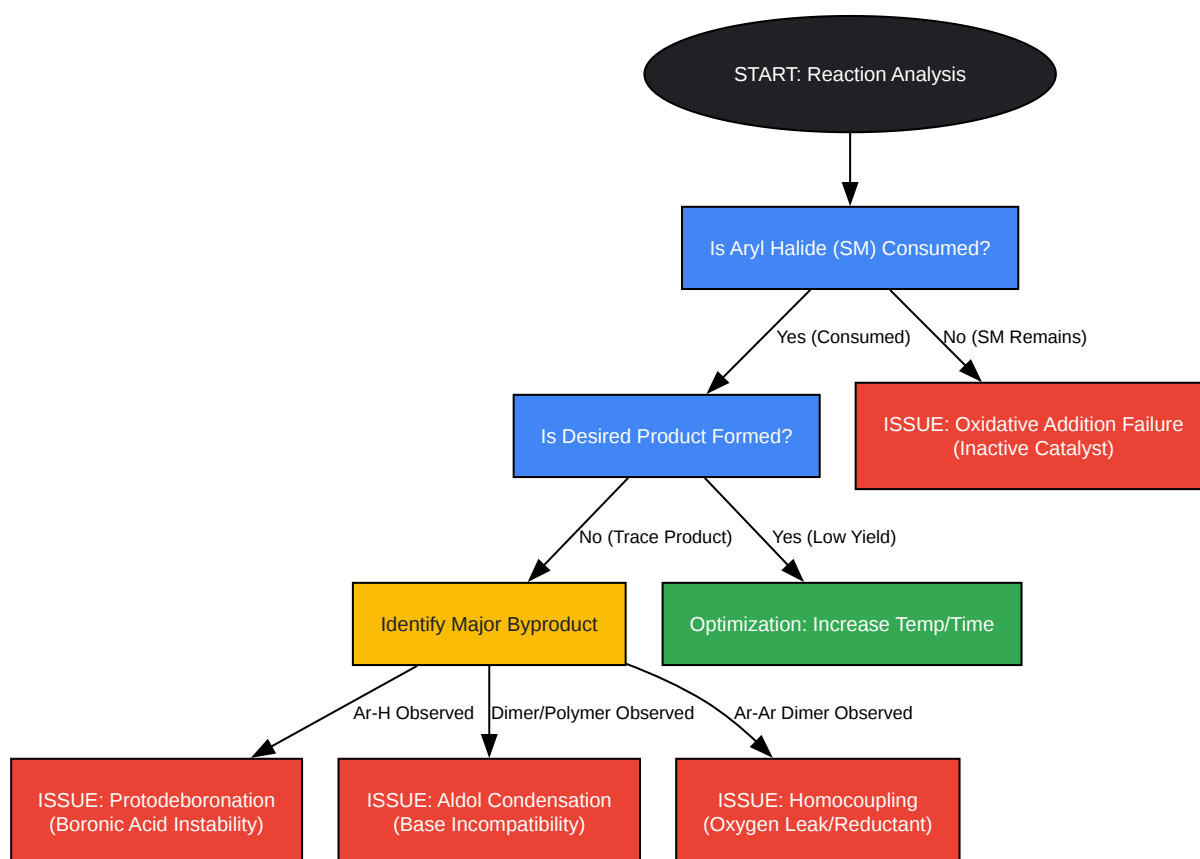 START: Reaction Analysis
Is Aryl Halide (SM) Consumed?
Yes (Consumed)
No (SM Remains)
Is Desired Product Formed?
ISSUE: Oxidative Addition Failure
(Inactive Catalyst)
No (Trace Product)
Yes (Low Yield)
Identify Major Byproduct
Optimization: Increase Temp/Time
Ar-H Observed
Dimer/Polymer Observed
Ar-Ar Dimer Observed
ISSUE: Protodeboronation
(Boronic Acid Instability)
ISSUE: Aldol Condensation
(Base Incompatibility)
ISSUE: Homocoupling
(Oxygen Leak/Reductant)